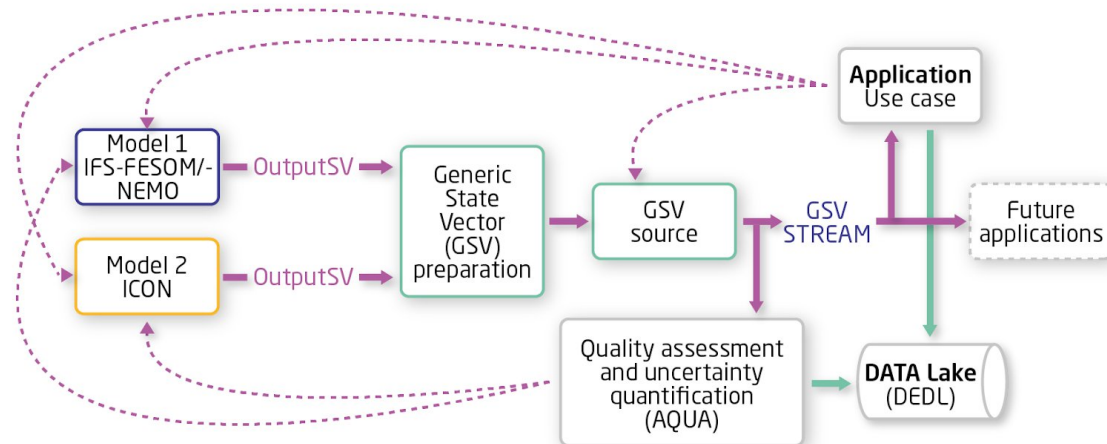 Application
Use case
Model 1
IFS-FESOM/-
NEMO
OutputSV
Generic
State
Vector
(GSV)
preparation
GSV
source
GSV
STREAM
Future
applications
Model 2
ICON
OutputSV
Quality assessment
and uncertainty
quantification
(AQUA)
DATA Lake
(DEDL)